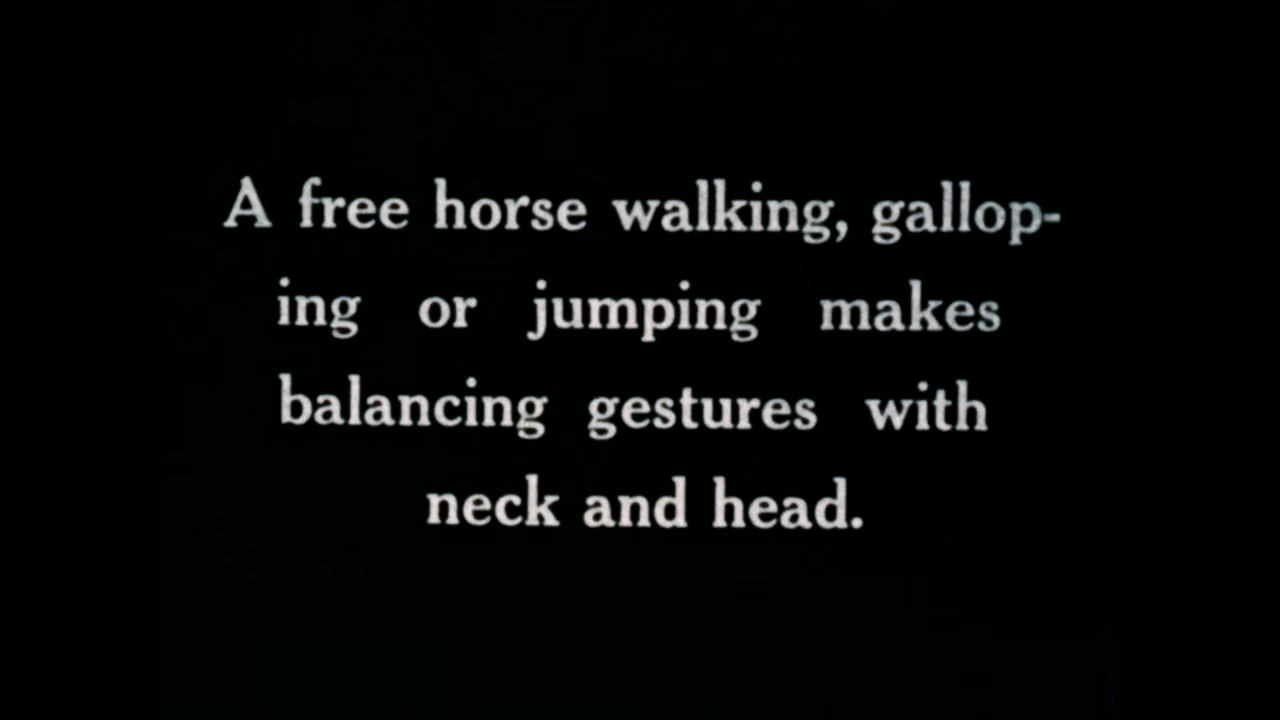 A free horse walking, gallop-
ing or jumping makes
balancing gestures with
neck and head.